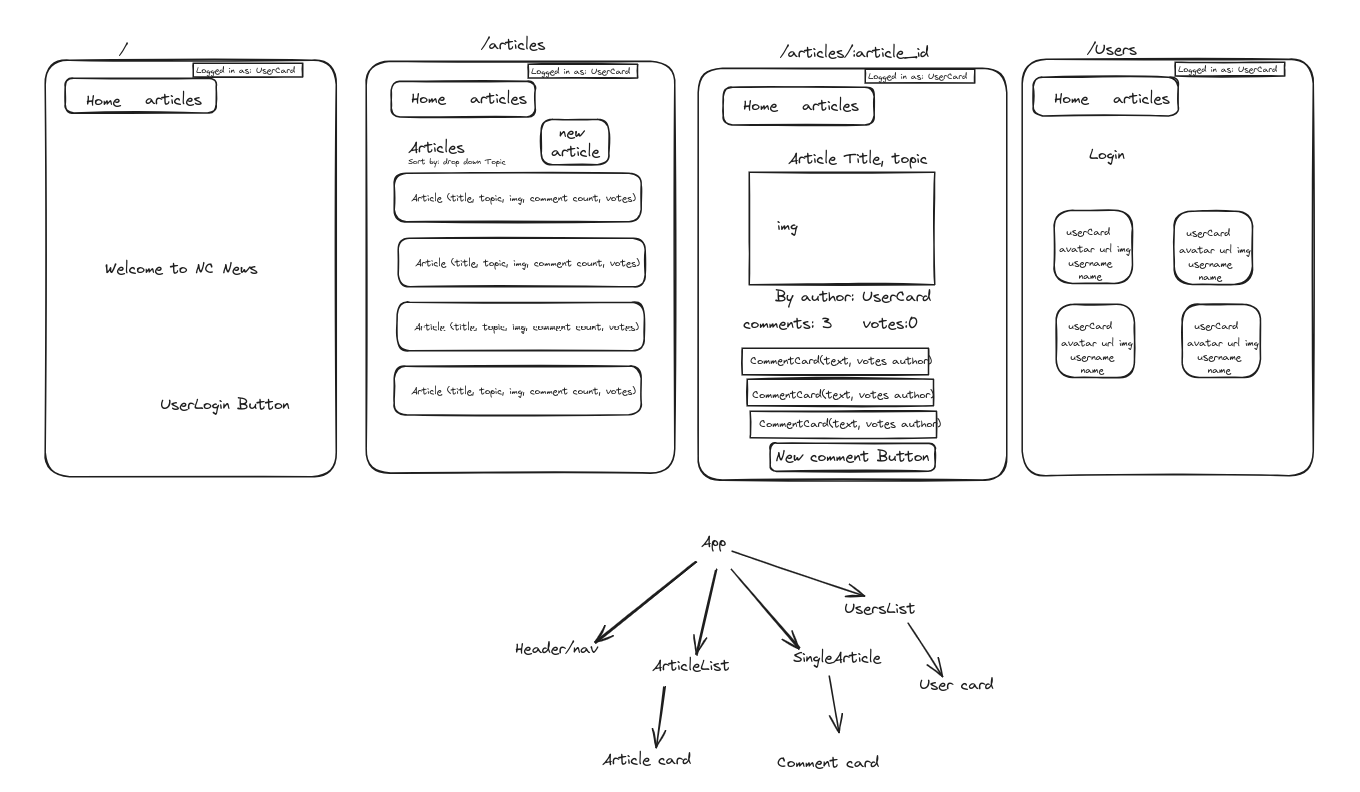 /
Logged in as: UserCard
Home articles
Welcome to NC News
UserLogin Button
/articles
Logged in as: UserCard
Home articles
new
article
Articles
Sort by: drop down Topic
Article (title, topic, img, comment count, votes)
Article (title, topic, img, comment count, votes)
Article (title, topic, img, comment count, votes)
Article (title, topic, img, comment count, votes)
/articles/:article_id
Logged in as: UserCard
Home articles
Article Title, topic
img
By author: UserCard
comments: 3 votes:0
CommentCard(text, votes author)
CommentCard(text, votes author)
CommentCard(text, votes author)
New comment Button
/Users
Logged in as: UserCard
Home articles
Login
userCard
avatar url img
username
name
userCard
avatar url img
username
name
userCard
avatar url img
username
name
userCard
avatar url img
username
name
App
Header/nav
ArticleList
SingleArticle
UsersList
Article card
Comment card
User card